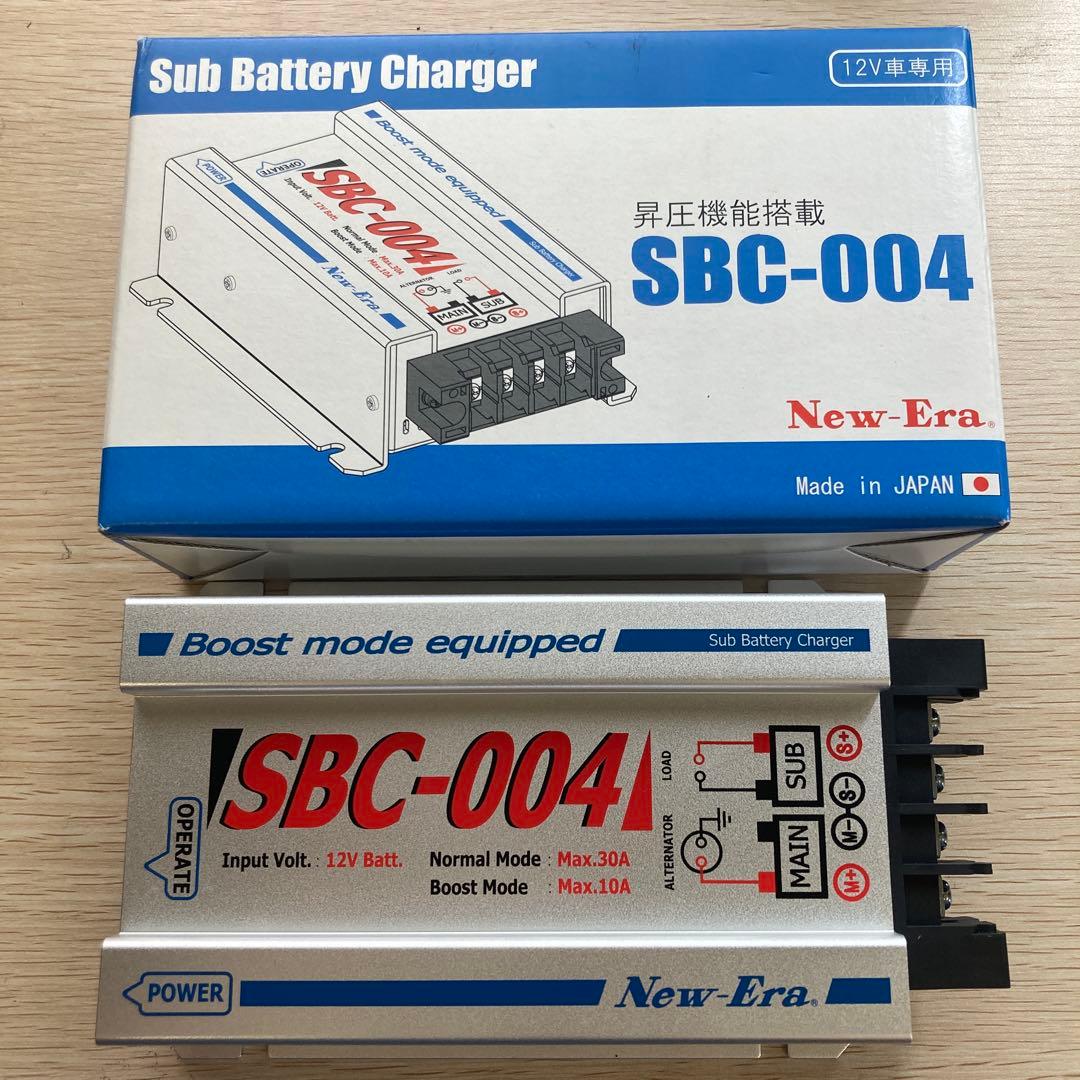 Sub Battery Charger
12V車専用
Boost mode equipped
Sub Battery Charger
POWER
OPERATE
SBC-004
Input Volt. : 12V Batt.
Normal Mode : Max.30A
Boost Mode : Max.10A
New-Era
ALTERNATOR
LOAD
MAIN
SUB
M+
M-
S-
S+
昇圧機能搭載
SBC-004
New-Era®
Made in JAPAN
Boost mode equipped
Sub Battery Charger
SBC-004
OPERATE
Input Volt. : 12V Batt.
Normal Mode : Max.30A
Boost Mode : Max.10A
LOAD
ALTERNATOR
SUB
MAIN
S+
S-
M-
M+
POWER
New-Era®